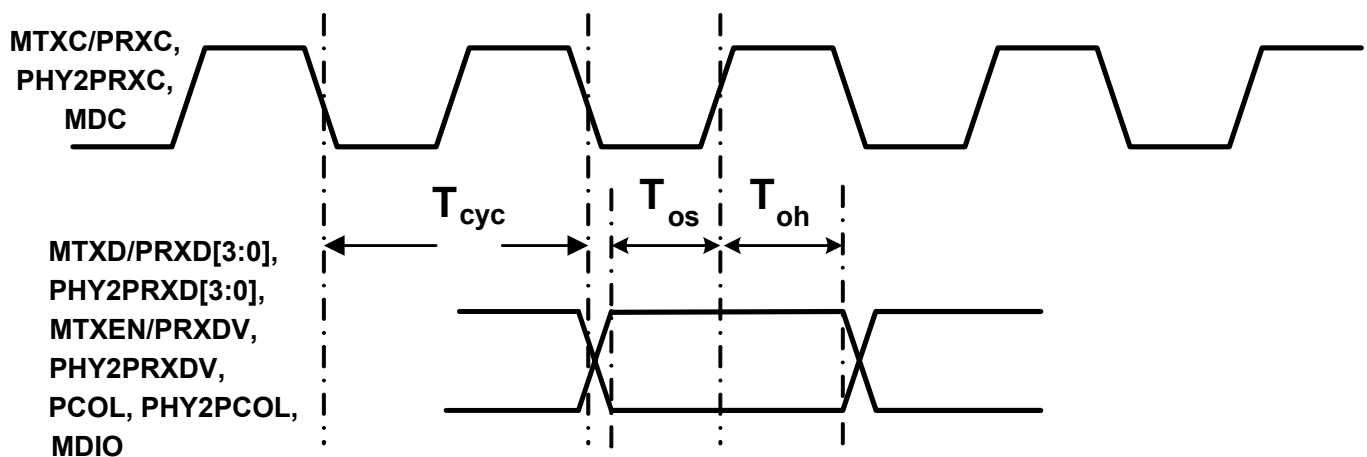 MTXC/PRXC,
PHY2PRXC,
MDC
Tcyc
Tos
Toh
MTXD/PRXD[3:0],
PHY2PRXD[3:0],
MTXEN/PRXDV,
PHY2PRXDV,
PCOL, PHY2PCOL,
MDIO